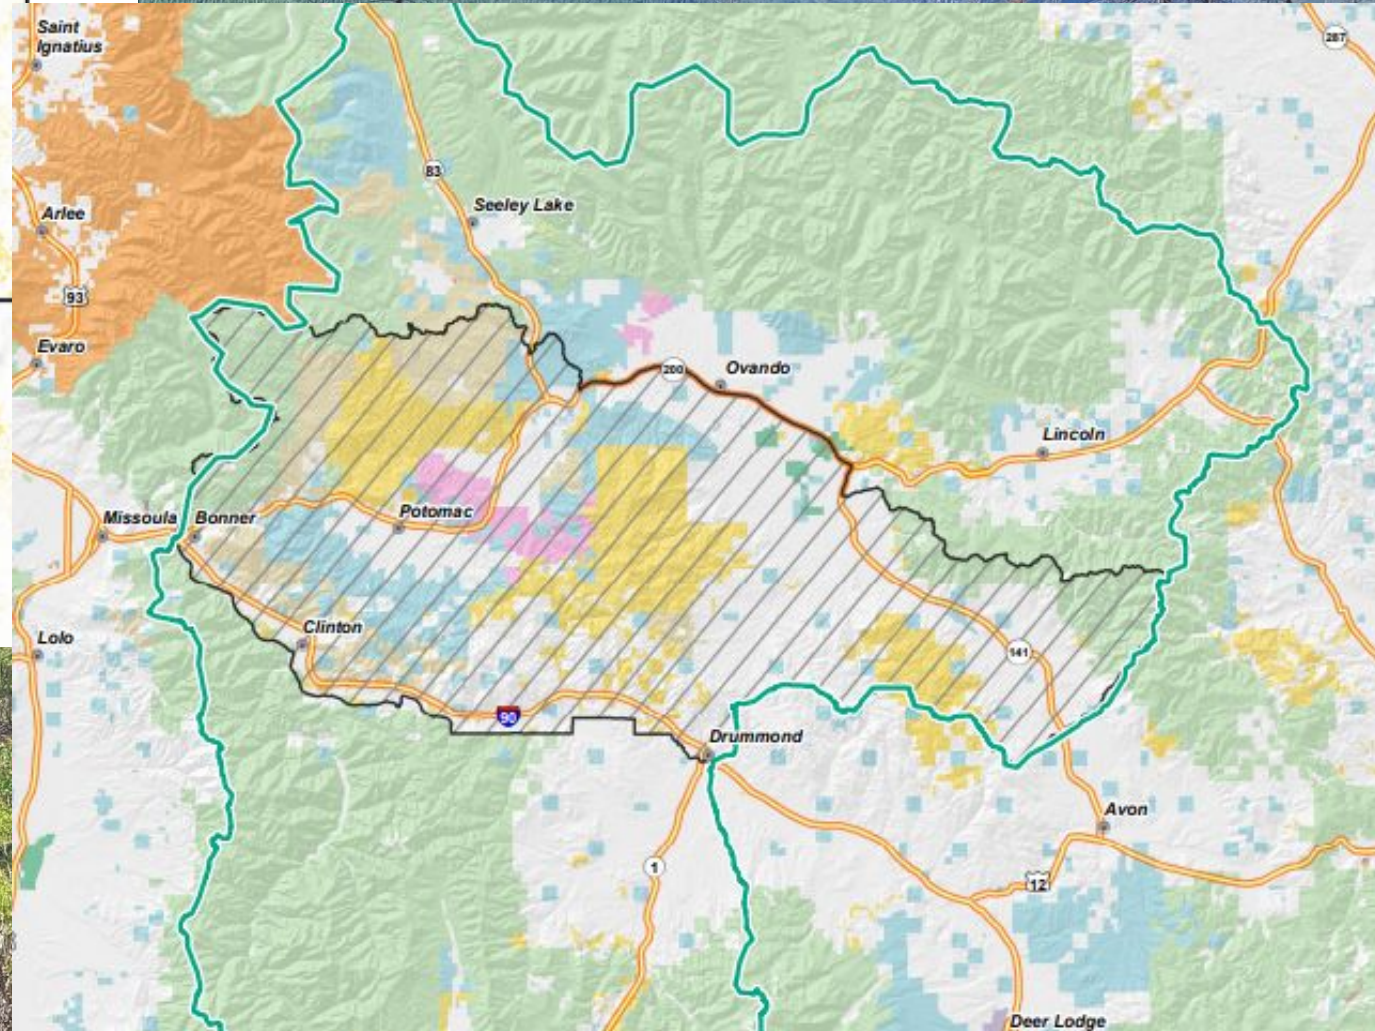 Saint
Ignatius
287
83
Seeley Lake
Arlee
93
Evaro
200
Ovando
Lincoln
Missoula
Bonner
Potomac
Clinton
Lolo
141
90
Drummond
Avon
1
12
Deer Lodge